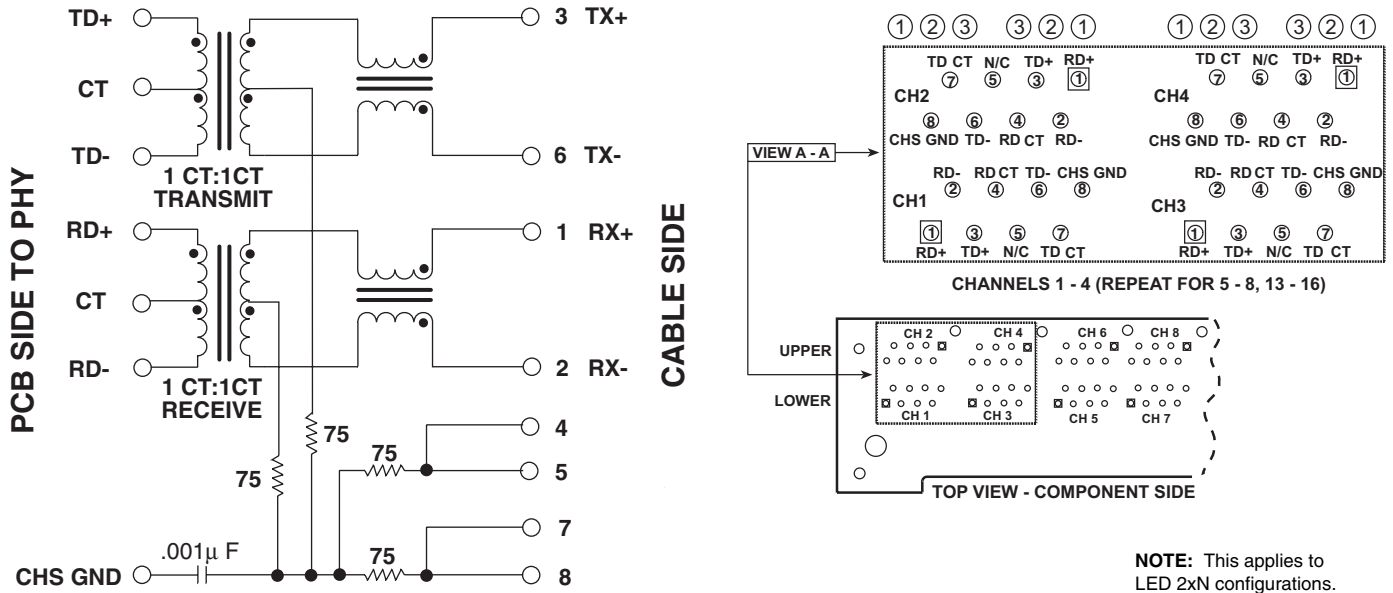 PCB SIDE TO PHY
TD+
CT
TD-
1 CT:1CT
TRANSMIT
RD+
CT
RD-
1 CT:1CT
RECEIVE
75
75
75
75
.001µ F
CHS GND
3 TX+
6 TX-
1 RX+
2 RX-
4
5
7
8
CABLE SIDE
1 2 3 3 2 1 1 2 3 3 2 1
TD CT N/C TD+ RD+ TD CT N/C TD+ RD+
7 5 3 1 7 5 3 1
CH2 CH4
8 6 4 2 8 6 4 2
CHS GND TD- RD CT RD- CHS GND TD- RD CT RD-
VIEW A - A
RD- RD CT TD- CHS GND RD- RD CT TD- CHS GND
2 4 6 8 2 4 6 8
CH1 CH3
1 3 5 7 1 3 5 7
RD+ TD+ N/C TD CT RD+ TD+ N/C TD CT
CHANNELS 1 - 4 (REPEAT FOR 5 - 8, 13 - 16)
CH 2 CH 4 CH 6 CH 8
UPPER
LOWER
CH 1 CH 3 CH 5 CH 7
TOP VIEW - COMPONENT SIDE
NOTE: This applies to
LED 2xN configurations.